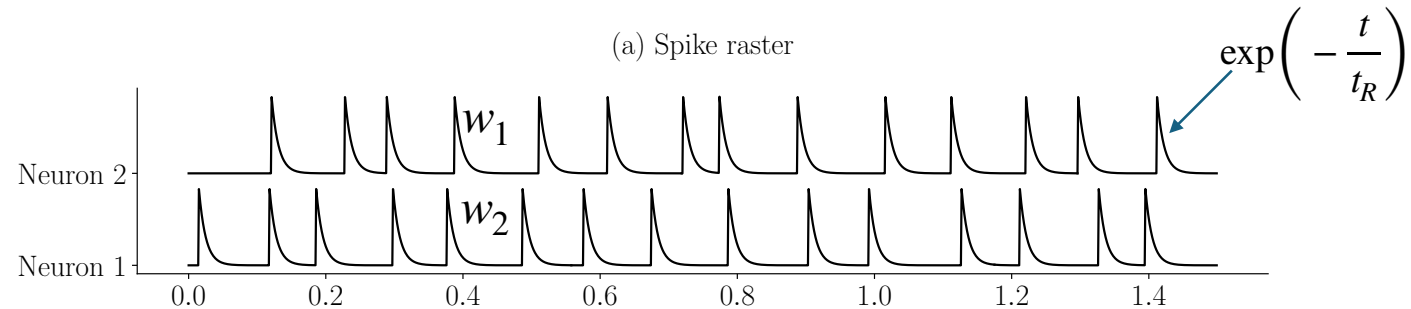 (a) Spike raster
exp( − t / t_R )
w_1
Neuron 2
w_2
Neuron 1
0.0 0.2 0.4 0.6 0.8 1.0 1.2 1.4